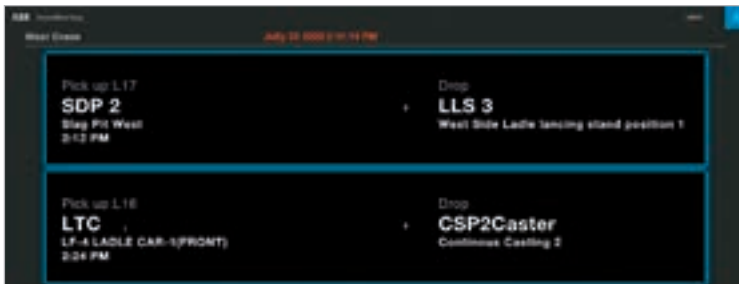 ABB
West Crane
Pick up L17
Drop
SDP 2
LLS 3
Slag Pit West
West Side Ladle lancing stand position 1
2:12 PM
Pick up L16
Drop
LTC
CSP2Caster
LF-4 LADLE CAR-1(FRONT)
Continous Casting 2
2:24 PM